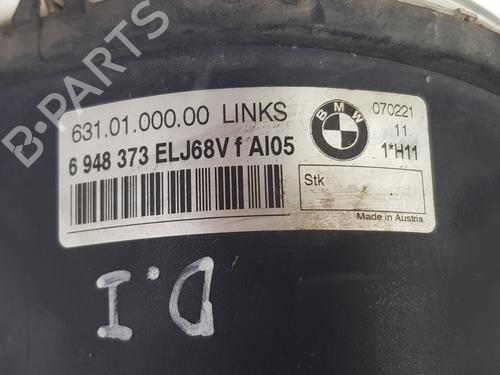 631.01.000.00 LINKS
6 948 373 ELJ68V f AI05
BMW
070221
11
1*H11
Stk
Made in Austria
D.I
B-PARTS